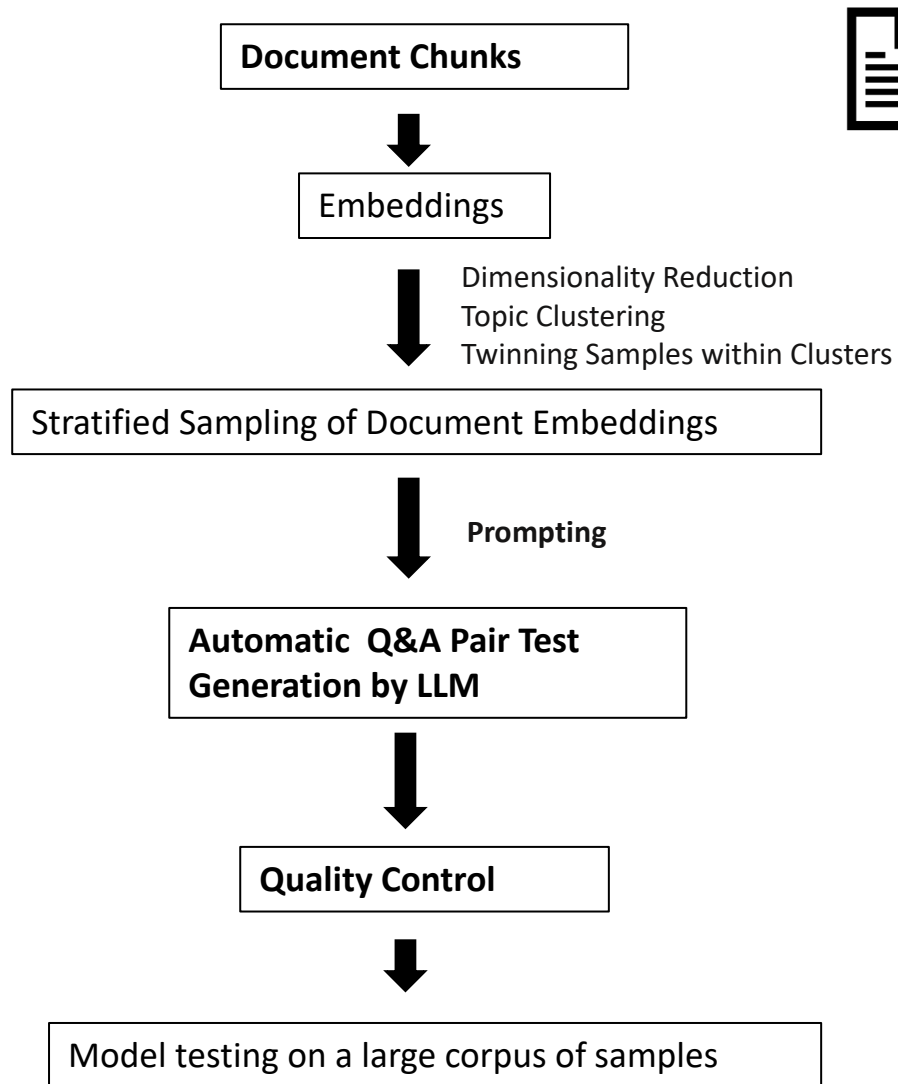 Document Chunks
Embeddings
Dimensionality Reduction
Topic Clustering
Twinning Samples within Clusters
Stratified Sampling of Document Embeddings
Prompting
Automatic  Q&A Pair Test
Generation by LLM
Quality Control
Model testing on a large corpus of samples